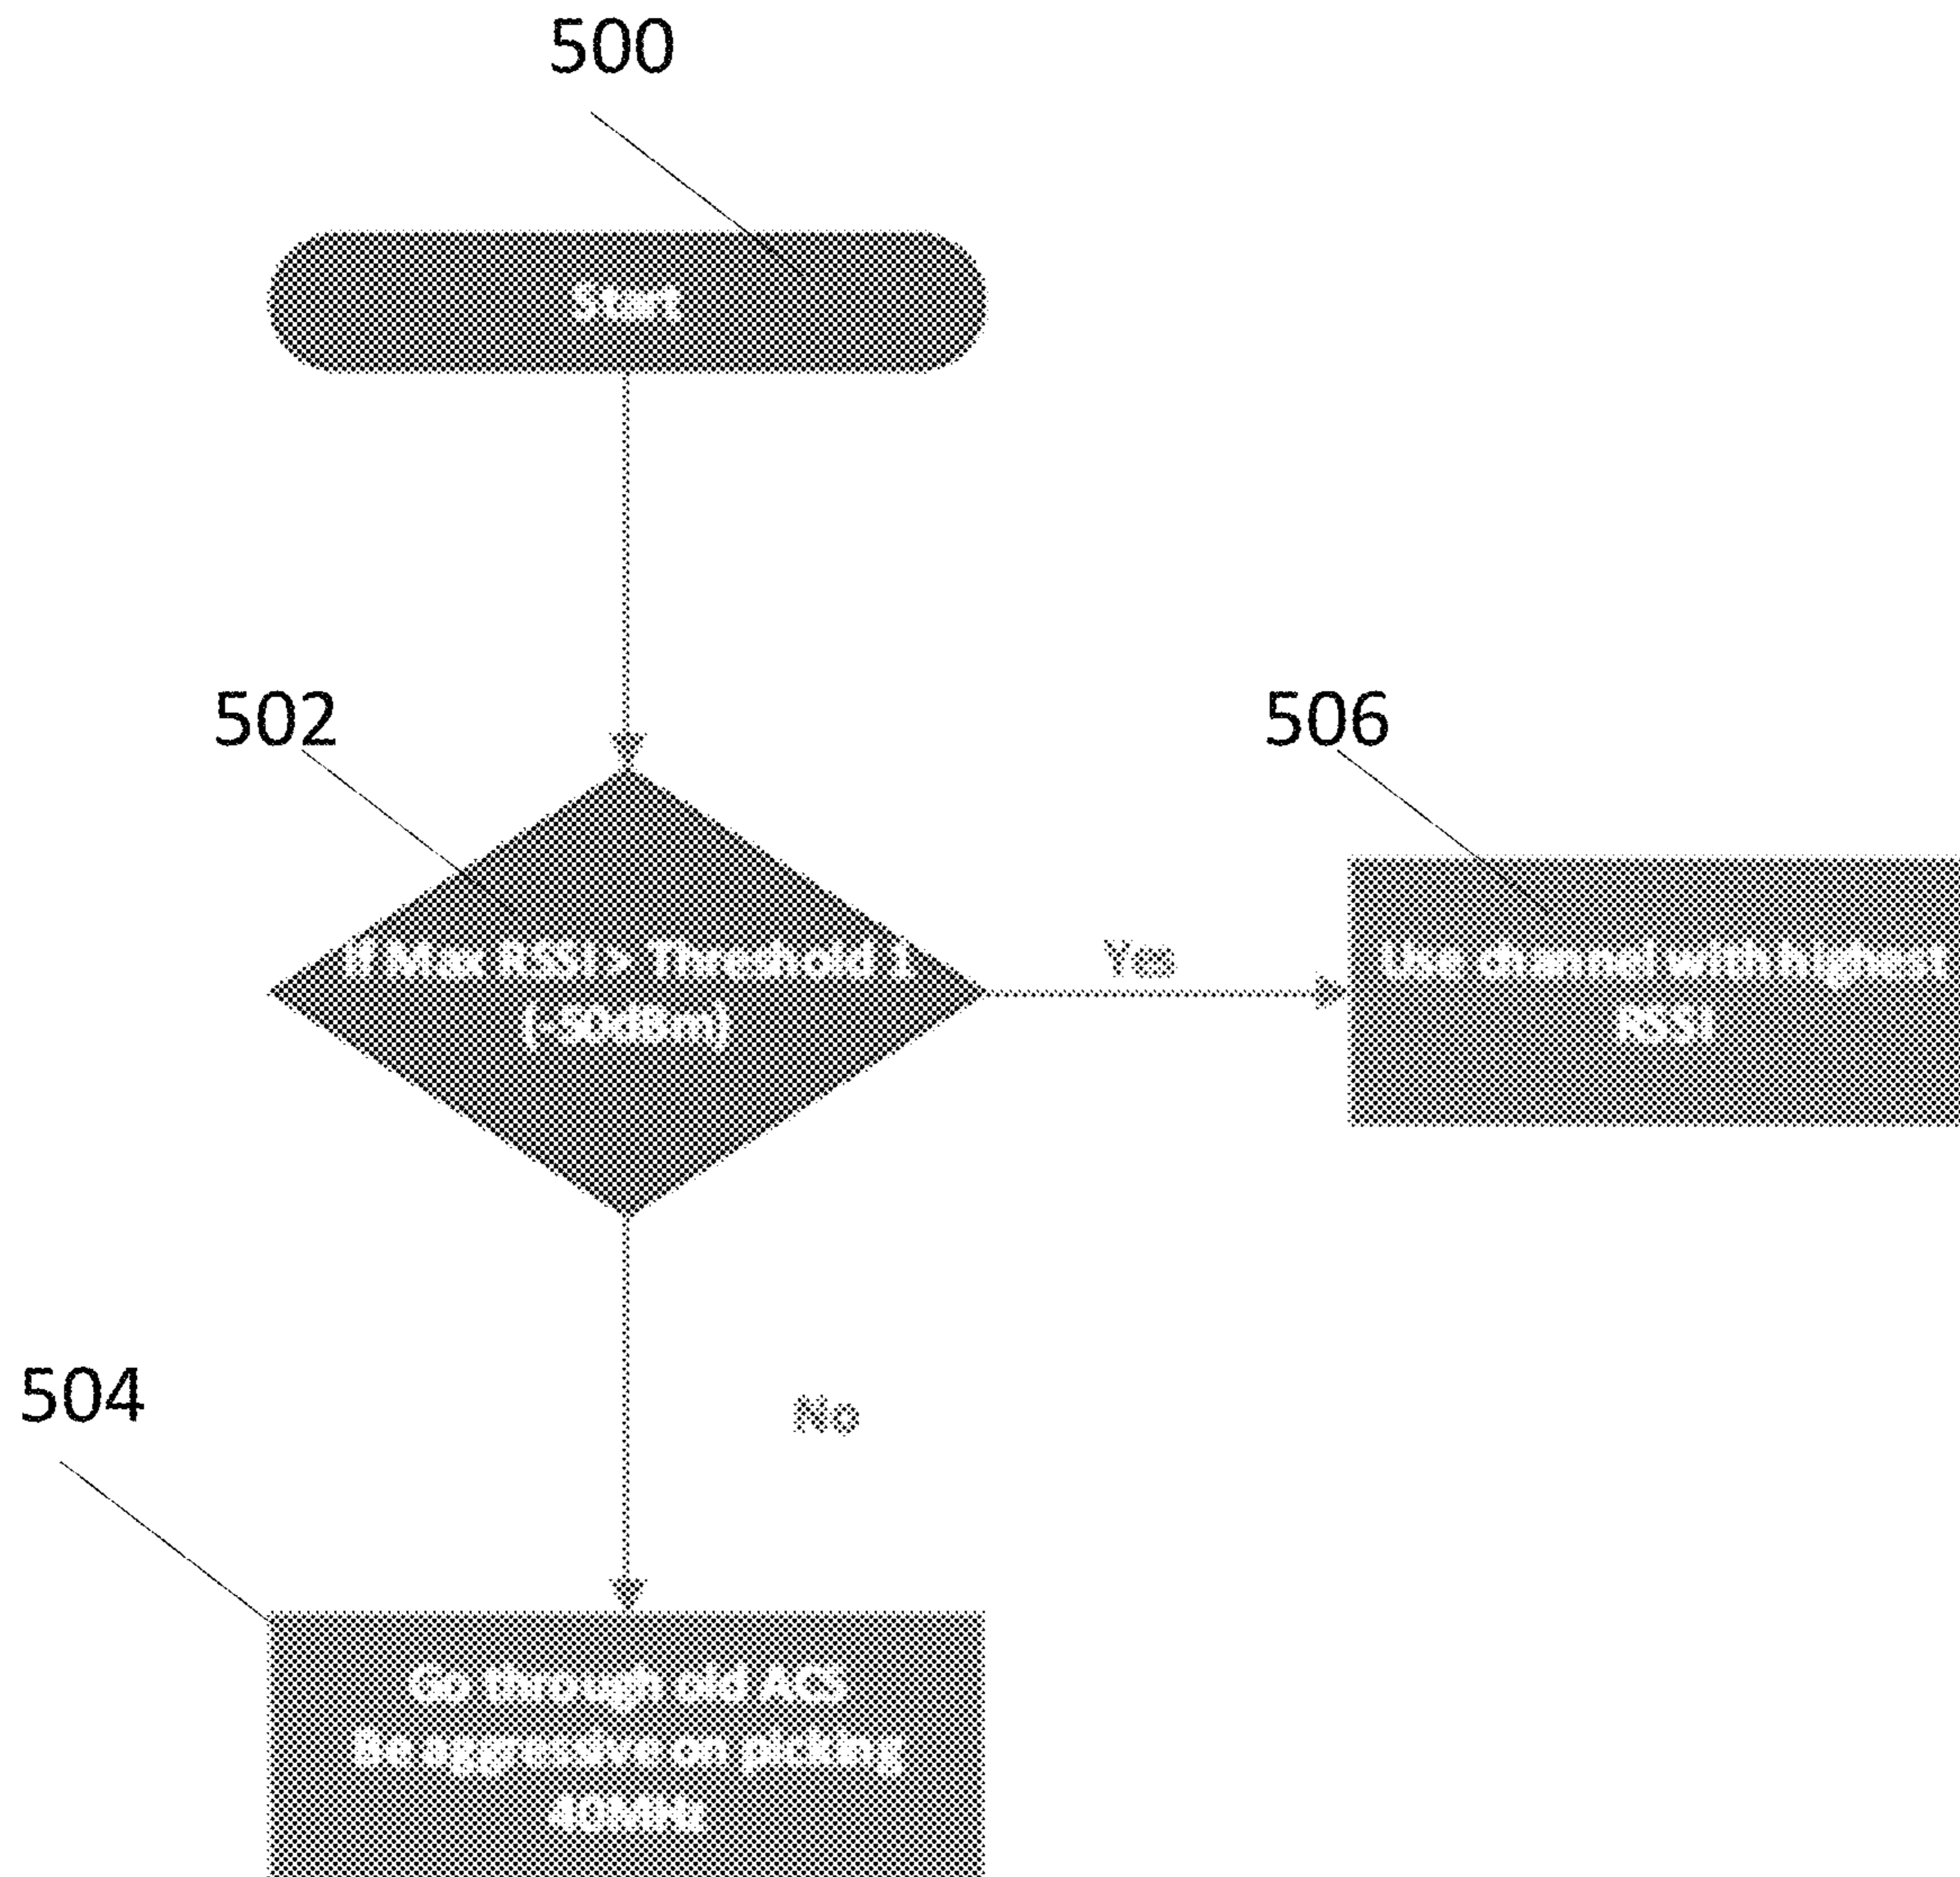 500
Start
502
506
If Max RSSI > Threshold 1
(-50dBm)
Yes
Use channel with highest
RSSI
504
No
Go through old ACS
Be aggressive on picking
40MHz